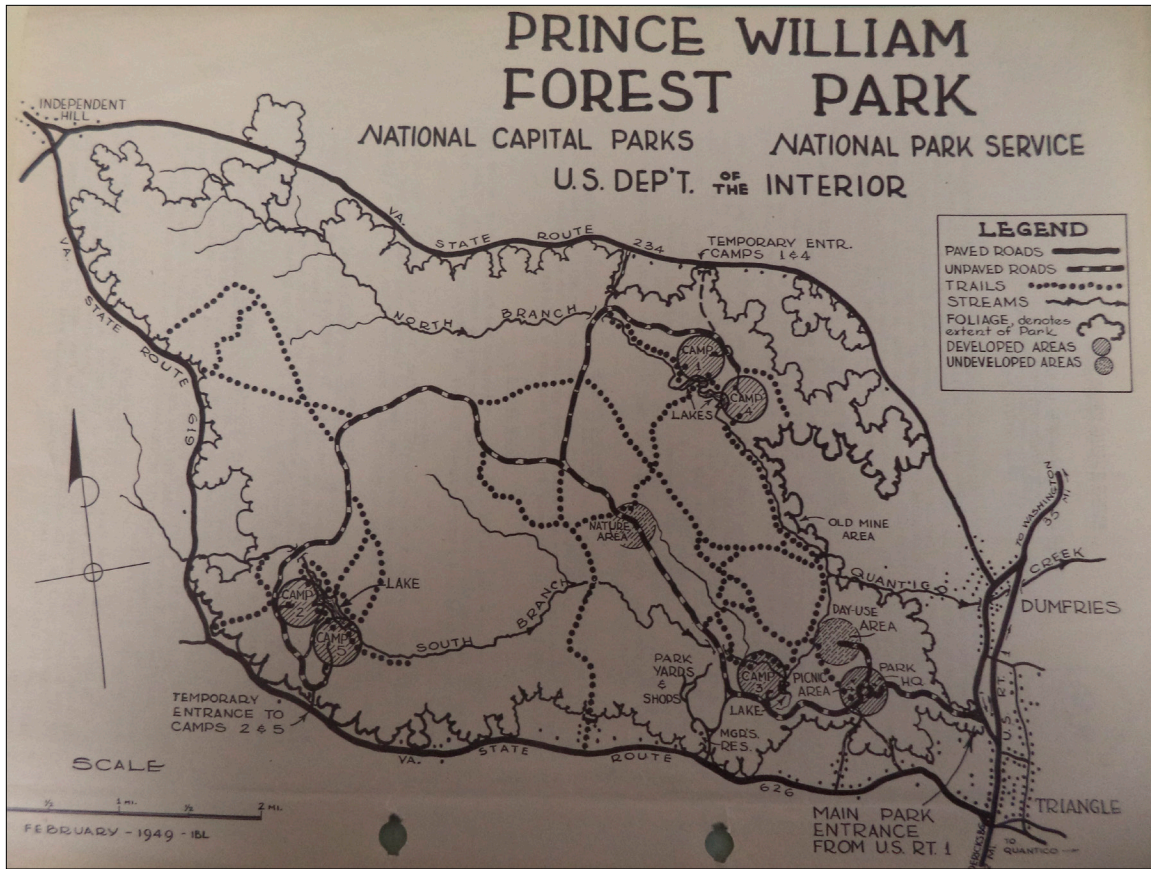 PRINCE WILLIAM
FOREST PARK
NATIONAL CAPITAL PARKS NATIONAL PARK SERVICE
U.S. DEP'T. OF THE INTERIOR
INDEPENDENT
HILL
VA.
STATE
ROUTE
234
TEMPORARY ENTR.
CAMPS 1 & 4
LEGEND
PAVED ROADS
UNPAVED ROADS
TRAILS
STREAMS
FOLIAGE, denotes
extent of Park
DEVELOPED AREAS
UNDEVELOPED AREAS
VA.
STATE
ROUTE
619
NORTH BRANCH
CAMP
1
LAKES
CAMP
4
OLD MINE
AREA
NATURE
AREA
TO WASHINGTON
35 MI.
N
QUANTICO
CREEK
DUMFRIES
CAMP
2
LAKE
CAMP
5
SOUTH BRANCH
DAY-USE
AREA
PARK
YARDS
&
SHOPS
CAMP
3
PICNIC
AREA
PARK
HQ.
LAKE
MGR'S.
RES.
U.S. RT. 1
TEMPORARY
ENTRANCE TO
CAMPS 2 & 5
VA.
STATE
ROUTE
626
MAIN PARK
ENTRANCE
FROM U.S. RT. 1
TRIANGLE
TO
QUANTICO
MI.
SCALE
1/2
1 MI.
2 MI.
FEBRUARY - 1949 - IBL